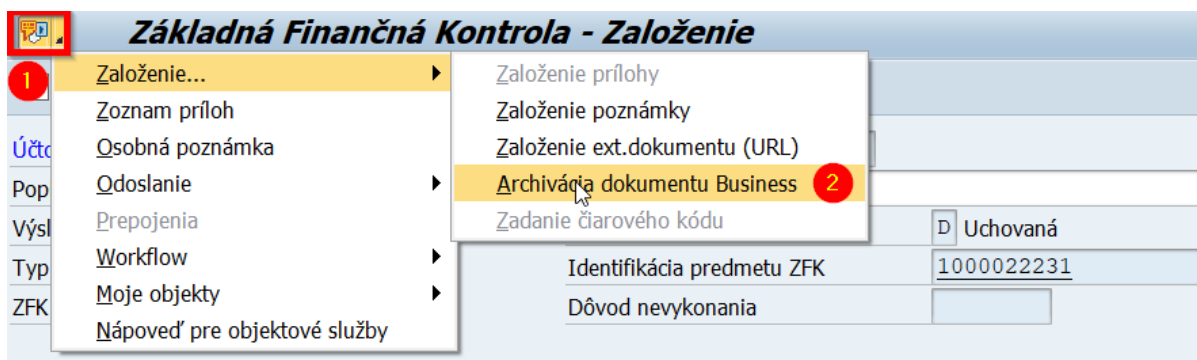 Základná Finančná Kontrola - Založenie
1
Založenie...
Zoznam príloh
Osobná poznámka
Odoslanie
Prepojenia
Workflow
Moje objekty
Nápoveď pre objektové služby
Založenie prílohy
Založenie poznámky
Založenie ext.dokumentu (URL)
Archivácia dokumentu Business 2
Zadanie čiarového kódu
Účto
Pop
Výsl
D Uchovaná
Typ
Identifikácia predmetu ZFK 1000022231
ZFK
Dôvod nevykonania